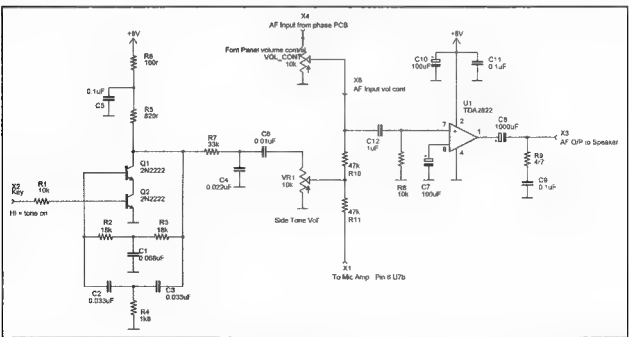 X4
AF Input from phase PCB
+8V
Font Panel volume control
VOL_CONT
10k
R6
100r
X5
AF Input vol cont
C5
0.1uF
R5
820r
+8V
C10
100uF
C11
0.1uF
U1
TDA2822
C8
1000uF
X3
AF O/P to Speaker
R9
4r7
C9
0.1uF
7
8
2
4
1
C12
1uF
R8
10k
C7
100uF
Q1
2N2222
Q2
2N2222
R7
33k
C6
0.01uF
C4
0.022uF
VR1
10k
Side Tone Vol
47k
R10
47k
R11
X1
To Mic Amp Pin 6 U7b
X2
Key
R1
10k
Hi = tone on
R2
18k
R3
18k
C1
0.068uF
C2
0.033uF
C3
0.033uF
R4
1k8